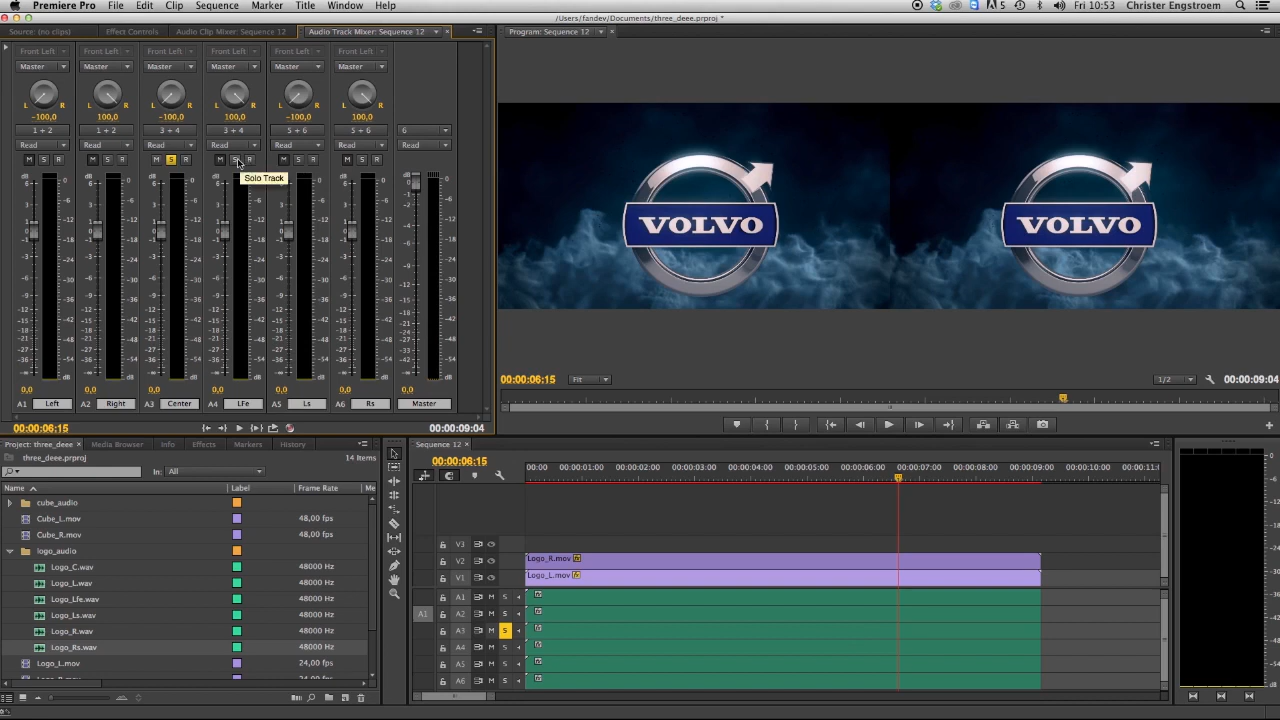 Premiere Pro File Edit Clip Sequence Marker Title Window Help
5 Fri 10:53 Christer Engstroem
/Users/fandev/Documents/three_deee.prproj *
Source: (no clips) Effect Controls Audio Clip Mixer: Sequence 12 Audio Track Mixer: Sequence 12
Program: Sequence 12
Front Left Front Left Front Left Front Left Front Left Front Left
Master Master Master Master Master Master
L R L R L R L R L R L R
-100,0 100,0 -100,0 100,0 -100,0 100,0
1 + 2 1 + 2 3 + 4 3 + 4 5 + 6 5 + 6 6
Read Read Read Read Read Read Read
M S R M S R M S R M S R M S R M S R
Solo Track
VOLVO VOLVO
0,0 0,0 0,0 0,0 0,0 0,0 0,0
A1 Left A2 Right A3 Center A4 LFe A5 Ls A6 Rs Master
00:00:06:15 00:00:09:04
00:00:06:15 Fit 1/2 00:00:09:04
Project: three_deee Media Browser Info Effects Markers History
three_deee.prproj 14 Items
In: All
Name Label Frame Rate Me
cube_audio
Cube_l.mov 48,00 fps
Cube_R.mov 48,00 fps
logo_audio
Logo_C.wav 48000 Hz
Logo_L.wav 48000 Hz
Logo_Lfe.wav 48000 Hz
Logo_Ls.wav 48000 Hz
Logo_R.wav 48000 Hz
Logo_Rs.wav 48000 Hz
Logo_l.mov 24,00 fps
Sequence 12
00:00:06:15
00:00 00:00:01:00 00:00:02:00 00:00:03:00 00:00:04:00 00:00:05:00 00:00:06:00 00:00:07:00 00:00:08:00 00:00:09:00 00:00:10:00 00:00:11:0
V3
V2 Logo_R.mov
V1 Logo_L.mov
A1 M S
A1 A2 M S
A3 M S
A4 M S
A5 M S
A6 M S